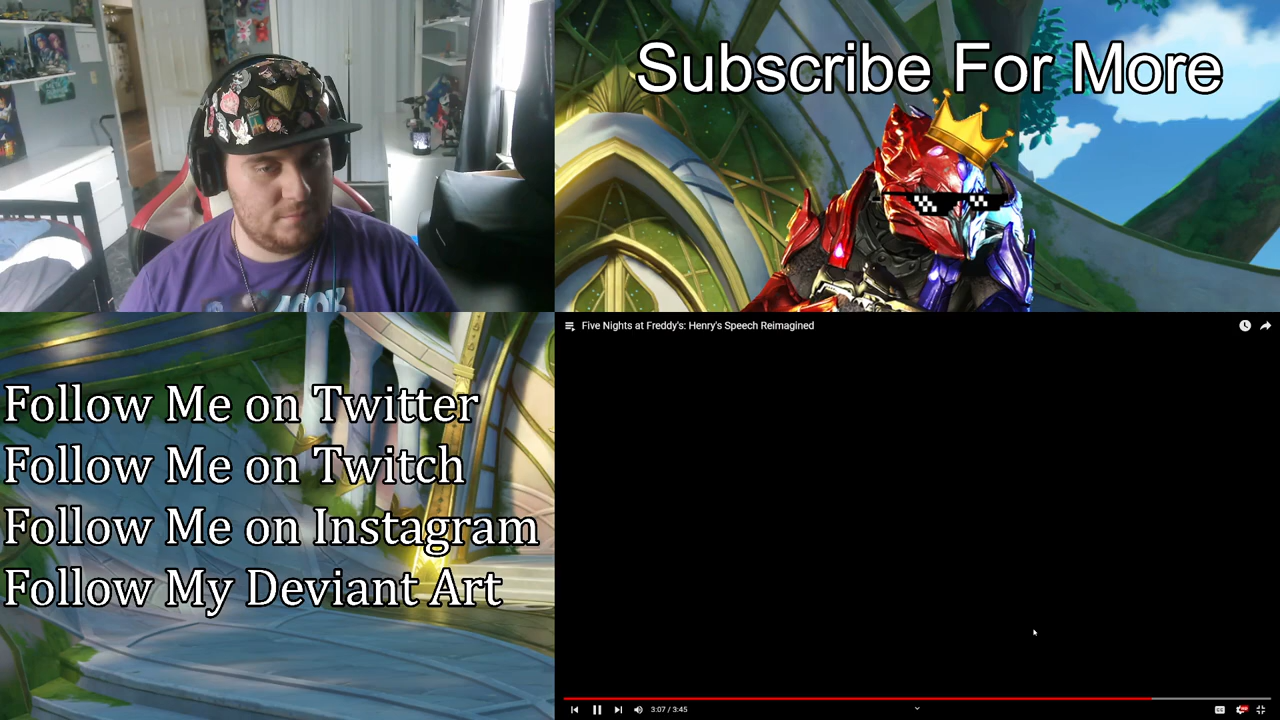 Subscribe For More
Five Nights at Freddy's: Henry's Speech Reimagined
Follow Me on Twitter
Follow Me on Twitch
Follow Me on Instagram
Follow My Deviant Art
3:07 / 3:45